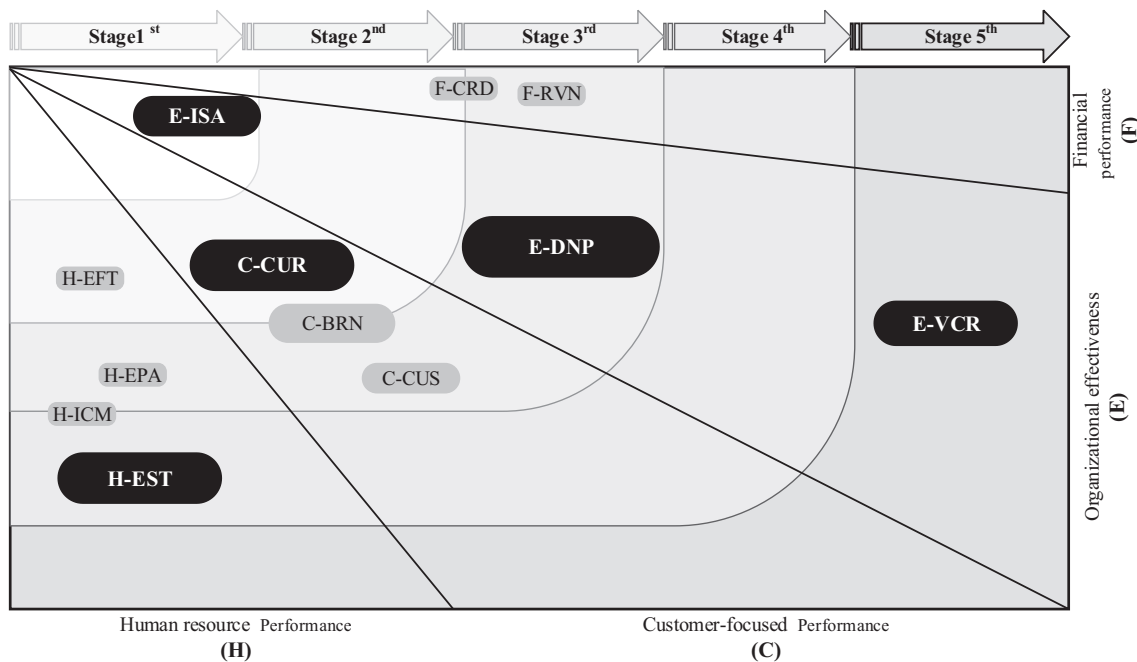 Stage1 st
Stage 2nd
Stage 3rd
Stage 4th
Stage 5th
F-CRD
F-RVN
E-ISA
Financial
performance
(F)
E-DNP
C-CUR
H-EFT
C-BRN
E-VCR
H-EPA
C-CUS
H-ICM
Organizational effectiveness
(E)
H-EST
Human resource Performance
(H)
Customer-focused Performance
(C)